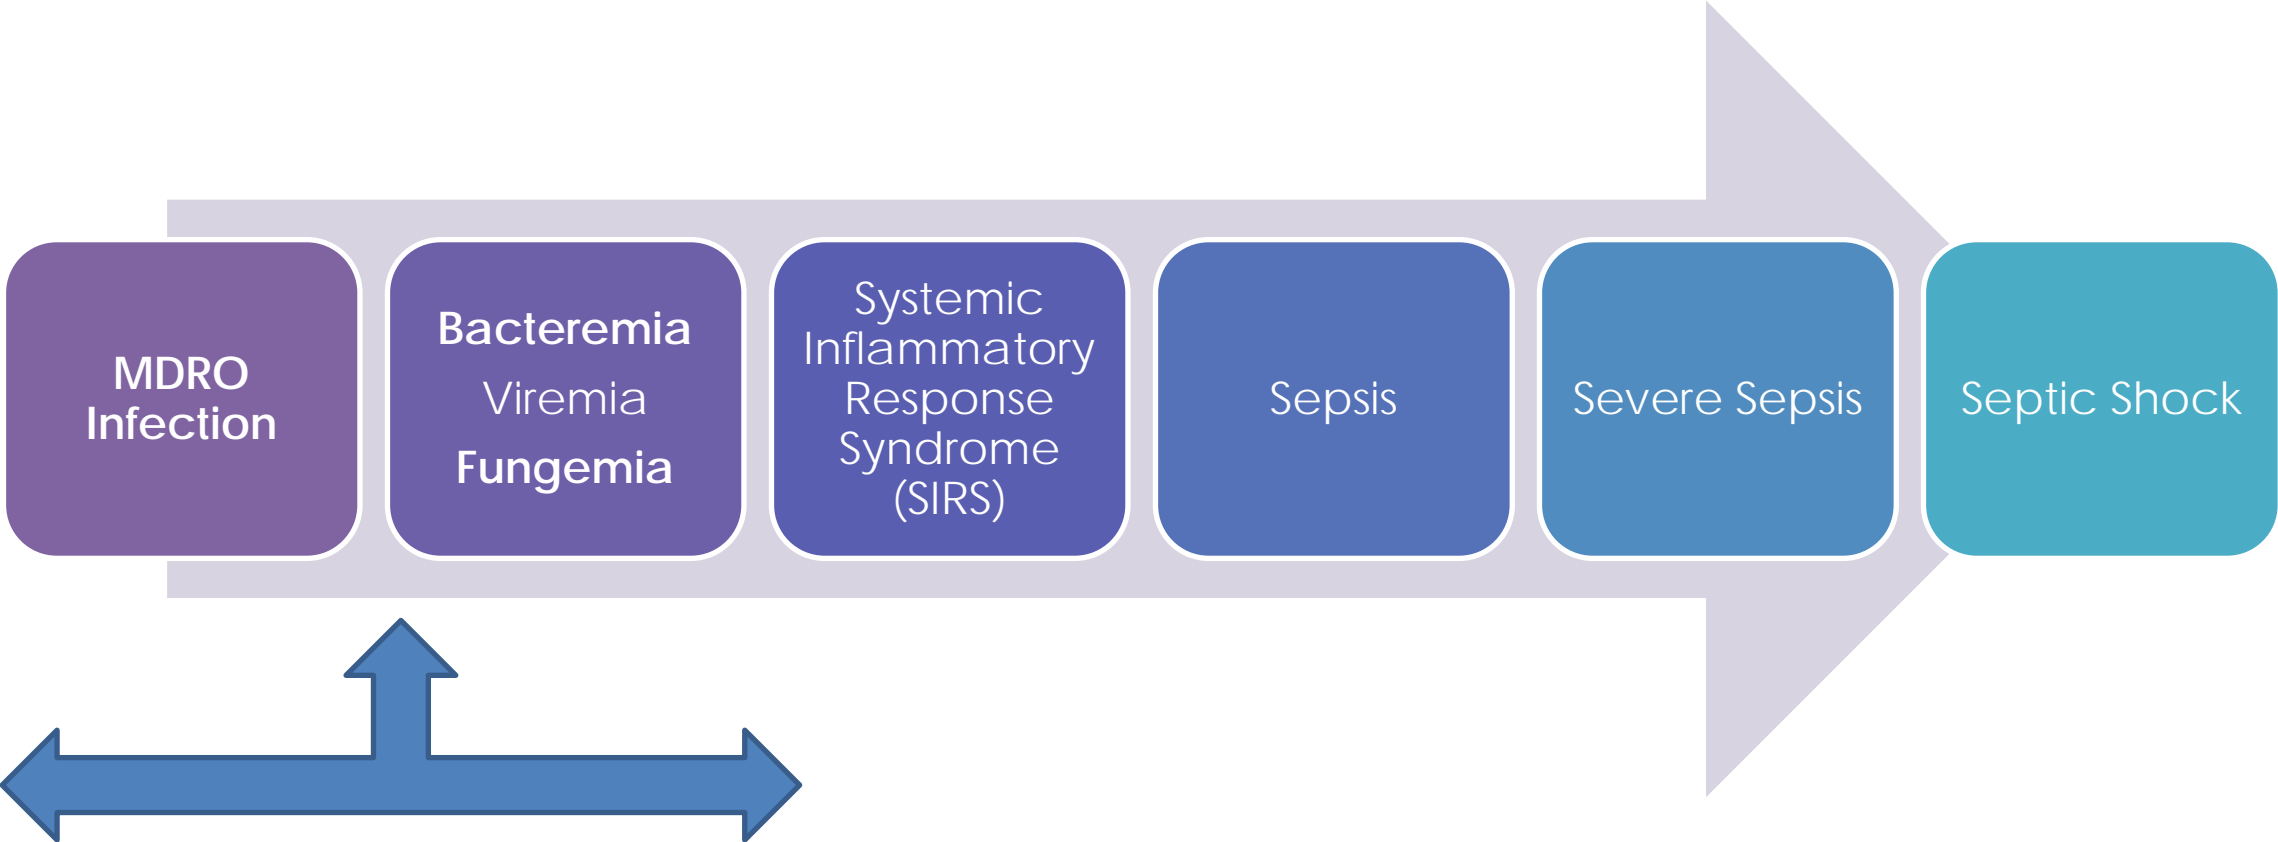 MDRO
Infection
Bacteremia
Viremia
Fungemia
Systemic
Inflammatory
Response
Syndrome
(SIRS)
Sepsis
Severe Sepsis
Septic Shock